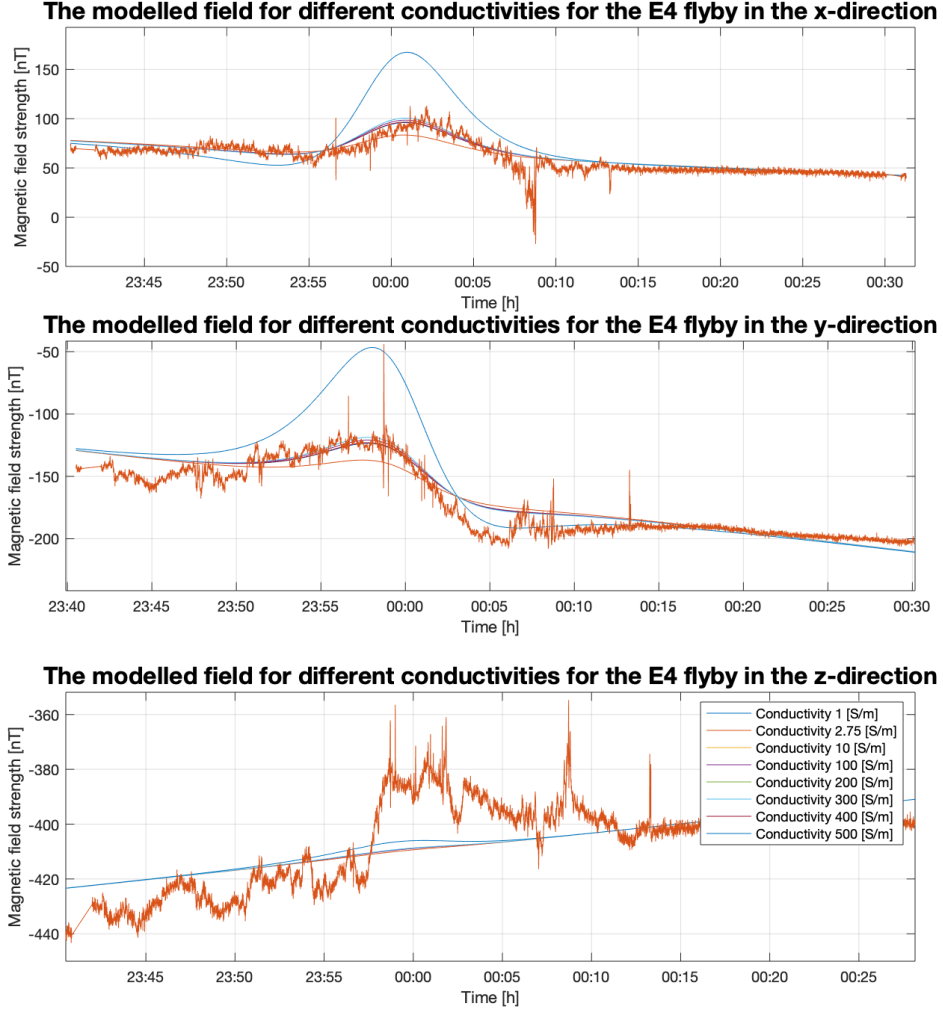 The modelled field for different conductivities for the E4 flyby in the x-direction
Magnetic field strength [nT]
150
100
50
0
-50
23:45 23:50 23:55 00:00 00:05 00:10 00:15 00:20 00:25 00:30
Time [h]
The modelled field for different conductivities for the E4 flyby in the y-direction
Magnetic field strength [nT]
-50
-100
-150
-200
23:40 23:45 23:50 23:55 00:00 00:05 00:10 00:15 00:20 00:25 00:30
Time [h]
The modelled field for different conductivities for the E4 flyby in the z-direction
Magnetic field strength [nT]
-360
-380
-400
-420
-440
Conductivity 1 [S/m]
Conductivity 2.75 [S/m]
Conductivity 10 [S/m]
Conductivity 100 [S/m]
Conductivity 200 [S/m]
Conductivity 300 [S/m]
Conductivity 400 [S/m]
Conductivity 500 [S/m]
23:45 23:50 23:55 00:00 00:05 00:10 00:15 00:20 00:25
Time [h]